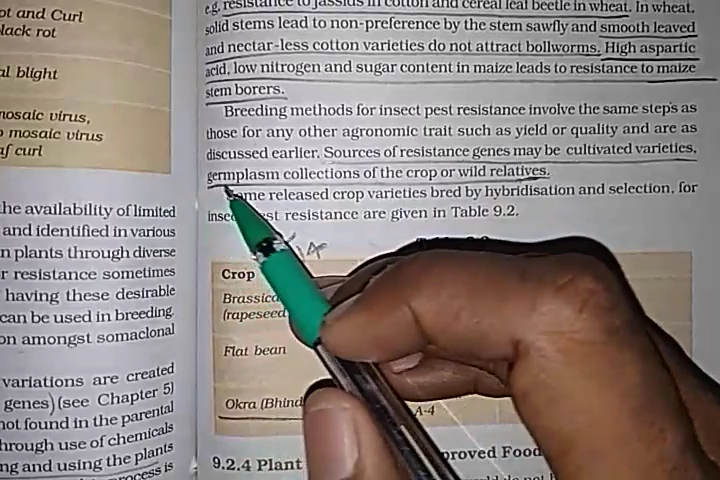 ot and Curl
lack rot
al blight
nosaic virus,
mosaic virus
af curl
he availability of limited
and identified in various
n plants through diverse
r resistance sometimes
having these desirable
can be used in breeding.
on amongst somaclonal
variations are created
genes) (see Chapter 5)
not found in the parental
hrough use of chemicals
ng and using the plants
process is
e.g. resistance to jassids in cotton and cereal leaf beetle in wheat. In wheat,
solid stems lead to non-preference by the stem sawfly and smooth leaved
and nectar-less cotton varieties do not attract bollworms. High aspartic
acid, low nitrogen and sugar content in maize leads to resistance to maize
stem borers.
Breeding methods for insect pest resistance involve the same steps as
those for any other agronomic trait such as yield or quality and are as
discussed earlier. Sources of resistance genes may be cultivated varieties,
germplasm collections of the crop or wild relatives.
me released crop varieties bred by hybridisation and selection, for
insec st resistance are given in Table 9.2.
Crop
Brassica
(rapeseed
Flat bean
Okra (Bhind
A-4
9.2.4 Plant proved Food